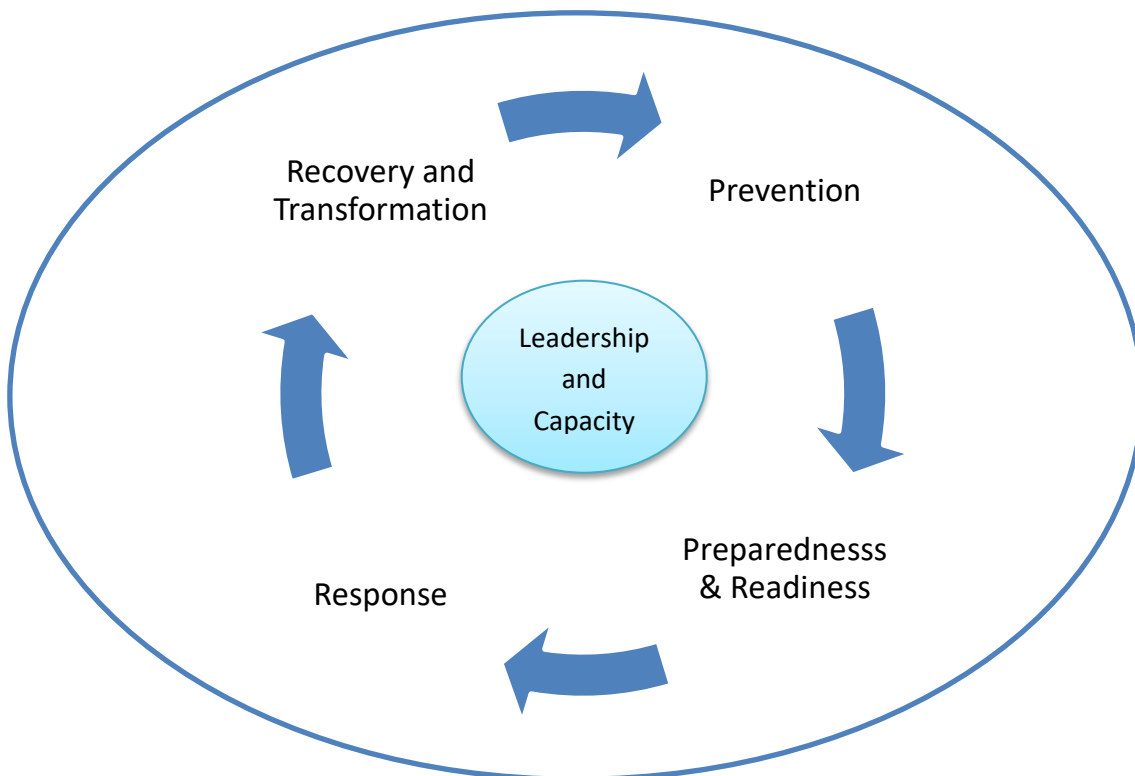 Recovery and
Transformation
Prevention
Leadership
and
Capacity
Preparednesss
& Readiness
Response